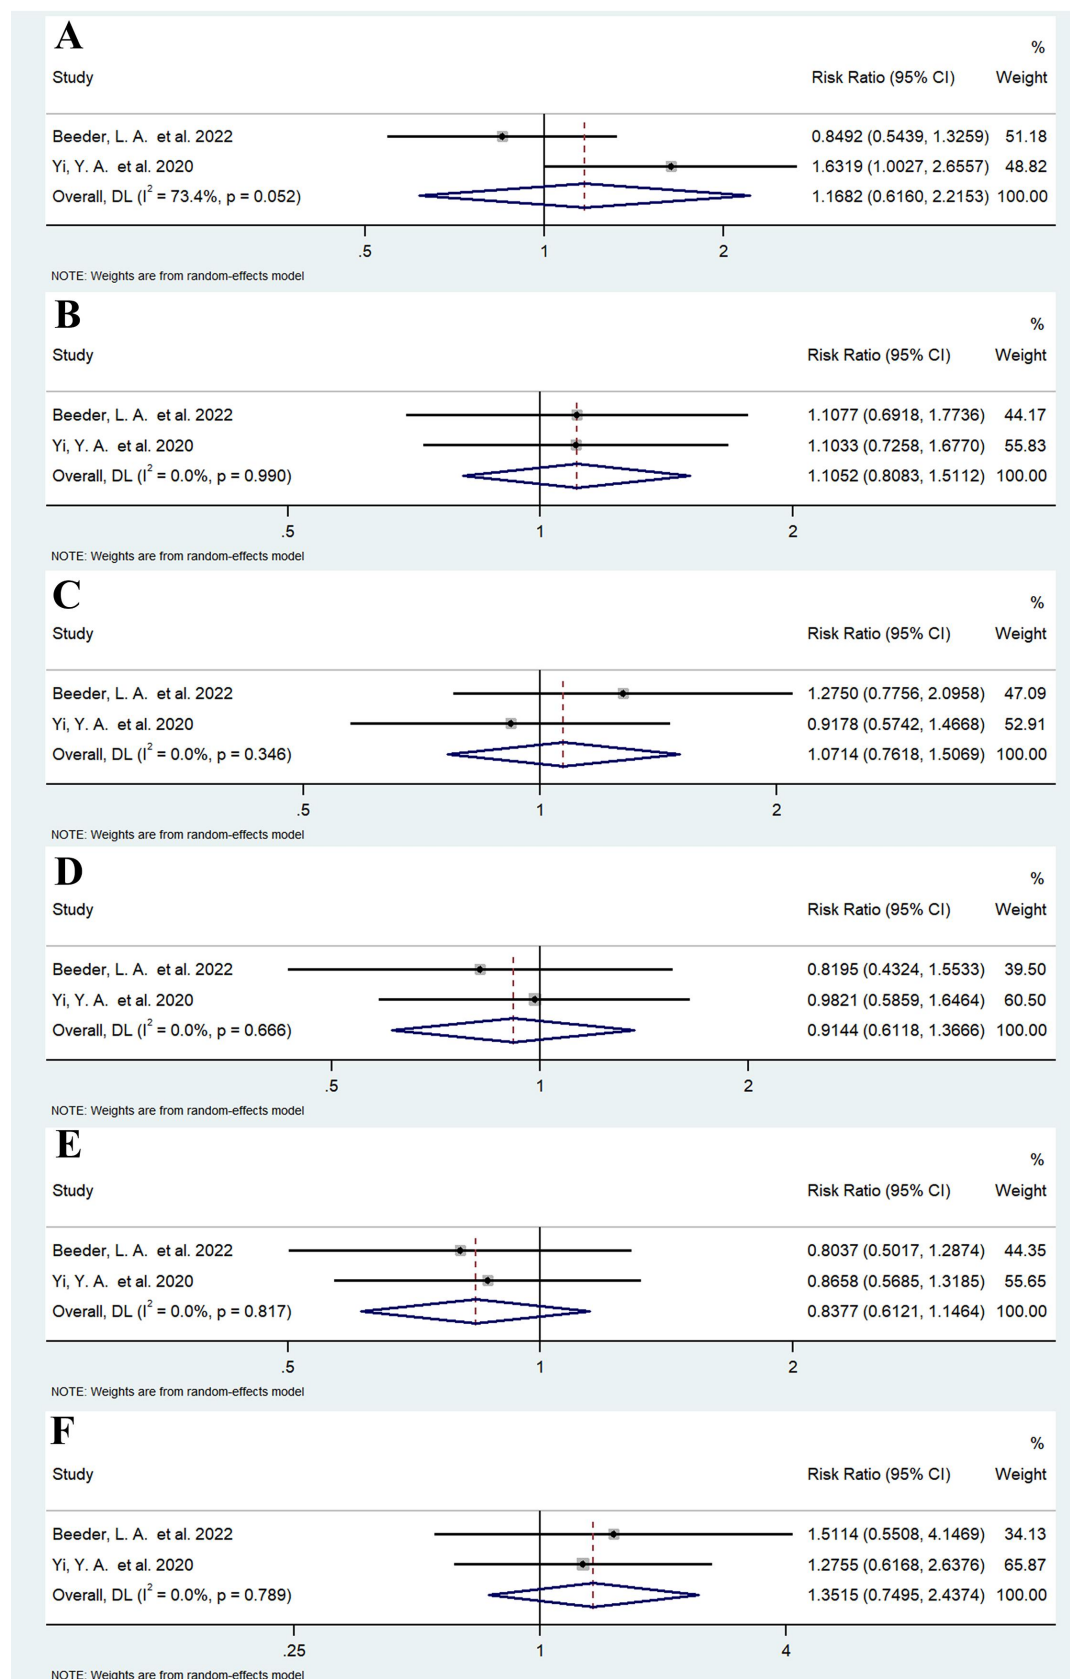 A
%
Study Risk Ratio (95% CI) Weight
Beeder, L. A. et al. 2022 0.8492 (0.5439, 1.3259) 51.18
Yi, Y. A. et al. 2020 1.6319 (1.0027, 2.6557) 48.82
Overall, DL (I² = 73.4%, p = 0.052) 1.1682 (0.6160, 2.2153) 100.00
.5 1 2
NOTE: Weights are from random-effects model
B
%
Study Risk Ratio (95% CI) Weight
Beeder, L. A. et al. 2022 1.1077 (0.6918, 1.7736) 44.17
Yi, Y. A. et al. 2020 1.1033 (0.7258, 1.6770) 55.83
Overall, DL (I² = 0.0%, p = 0.990) 1.1052 (0.8083, 1.5112) 100.00
.5 1 2
NOTE: Weights are from random-effects model
C
%
Study Risk Ratio (95% CI) Weight
Beeder, L. A. et al. 2022 1.2750 (0.7756, 2.0958) 47.09
Yi, Y. A. et al. 2020 0.9178 (0.5742, 1.4668) 52.91
Overall, DL (I² = 0.0%, p = 0.346) 1.0714 (0.7618, 1.5069) 100.00
.5 1 2
NOTE: Weights are from random-effects model
D
%
Study Risk Ratio (95% CI) Weight
Beeder, L. A. et al. 2022 0.8195 (0.4324, 1.5533) 39.50
Yi, Y. A. et al. 2020 0.9821 (0.5859, 1.6464) 60.50
Overall, DL (I² = 0.0%, p = 0.666) 0.9144 (0.6118, 1.3666) 100.00
.5 1 2
NOTE: Weights are from random-effects model
E
%
Study Risk Ratio (95% CI) Weight
Beeder, L. A. et al. 2022 0.8037 (0.5017, 1.2874) 44.35
Yi, Y. A. et al. 2020 0.8658 (0.5685, 1.3185) 55.65
Overall, DL (I² = 0.0%, p = 0.817) 0.8377 (0.6121, 1.1464) 100.00
.5 1 2
NOTE: Weights are from random-effects model
F
%
Study Risk Ratio (95% CI) Weight
Beeder, L. A. et al. 2022 1.5114 (0.5508, 4.1469) 34.13
Yi, Y. A. et al. 2020 1.2755 (0.6168, 2.6376) 65.87
Overall, DL (I² = 0.0%, p = 0.789) 1.3515 (0.7495, 2.4374) 100.00
.25 1 4
NOTE: Weights are from random-effects model